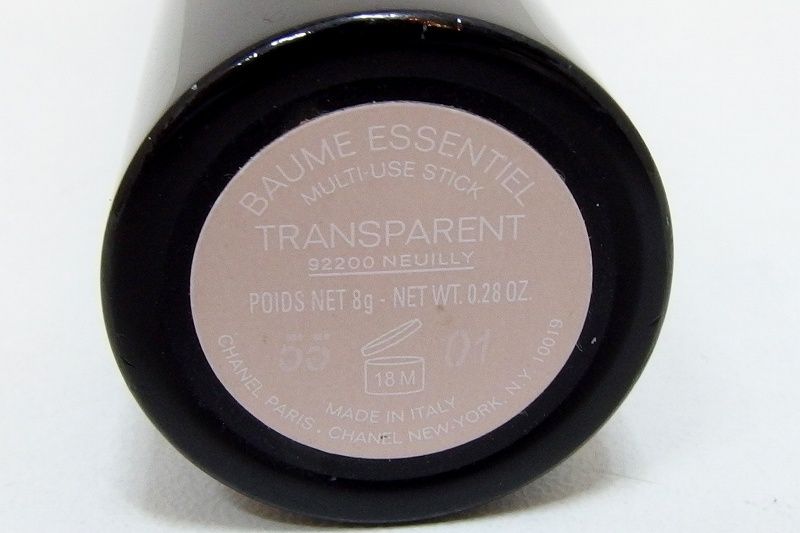 BAUME ESSENTIEL
MULTI-USE STICK
TRANSPARENT
92200 NEUILLY
POIDS NET 8g - NET WT. 0.28 OZ.
01
18 M
MADE IN ITALY
CHANEL PARIS . CHANEL NEW-YORK. N.Y. 10019